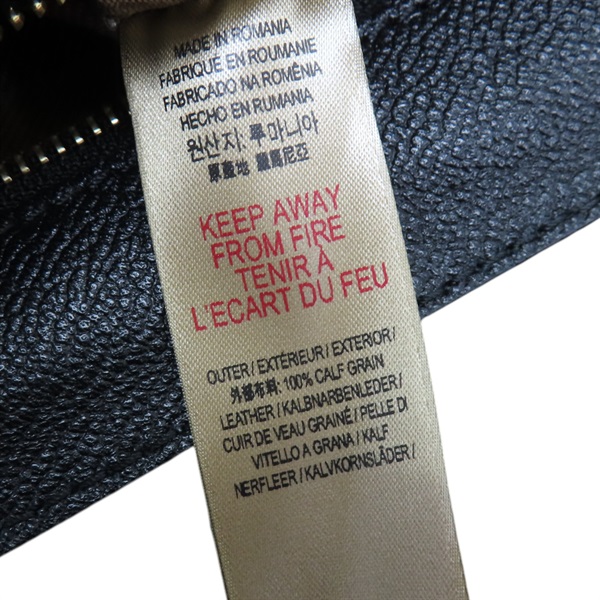 MADE IN ROMANIA
FABRIQUÉ EN ROUMANIE
FABRICADO NA ROMÊNIA
HECHO EN RUMANIA
원산지: 루마니아
原產地 羅馬尼亞
KEEP AWAY
FROM FIRE
TENIR À
L'ECART DU FEU
OUTER / EXTÉRIEUR / EXTERIOR /
外部布料: 100% CALF GRAIN
LEATHER / KALBNARBENLEDER /
CUIR DE VEAU GRAINÉ / PELLE DI
VITELLO A GRANA / KALF
NERFLEER / KALVKORNSLÄDER /